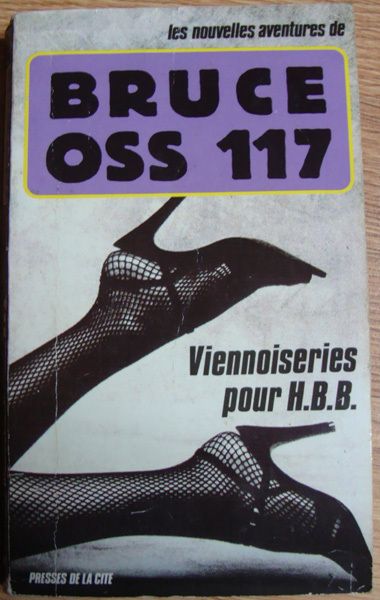 les nouvelles aventures de
BRUCE
OSS 117
Viennoiseries
pour H.B.B.
PRESSES DE LA CITE